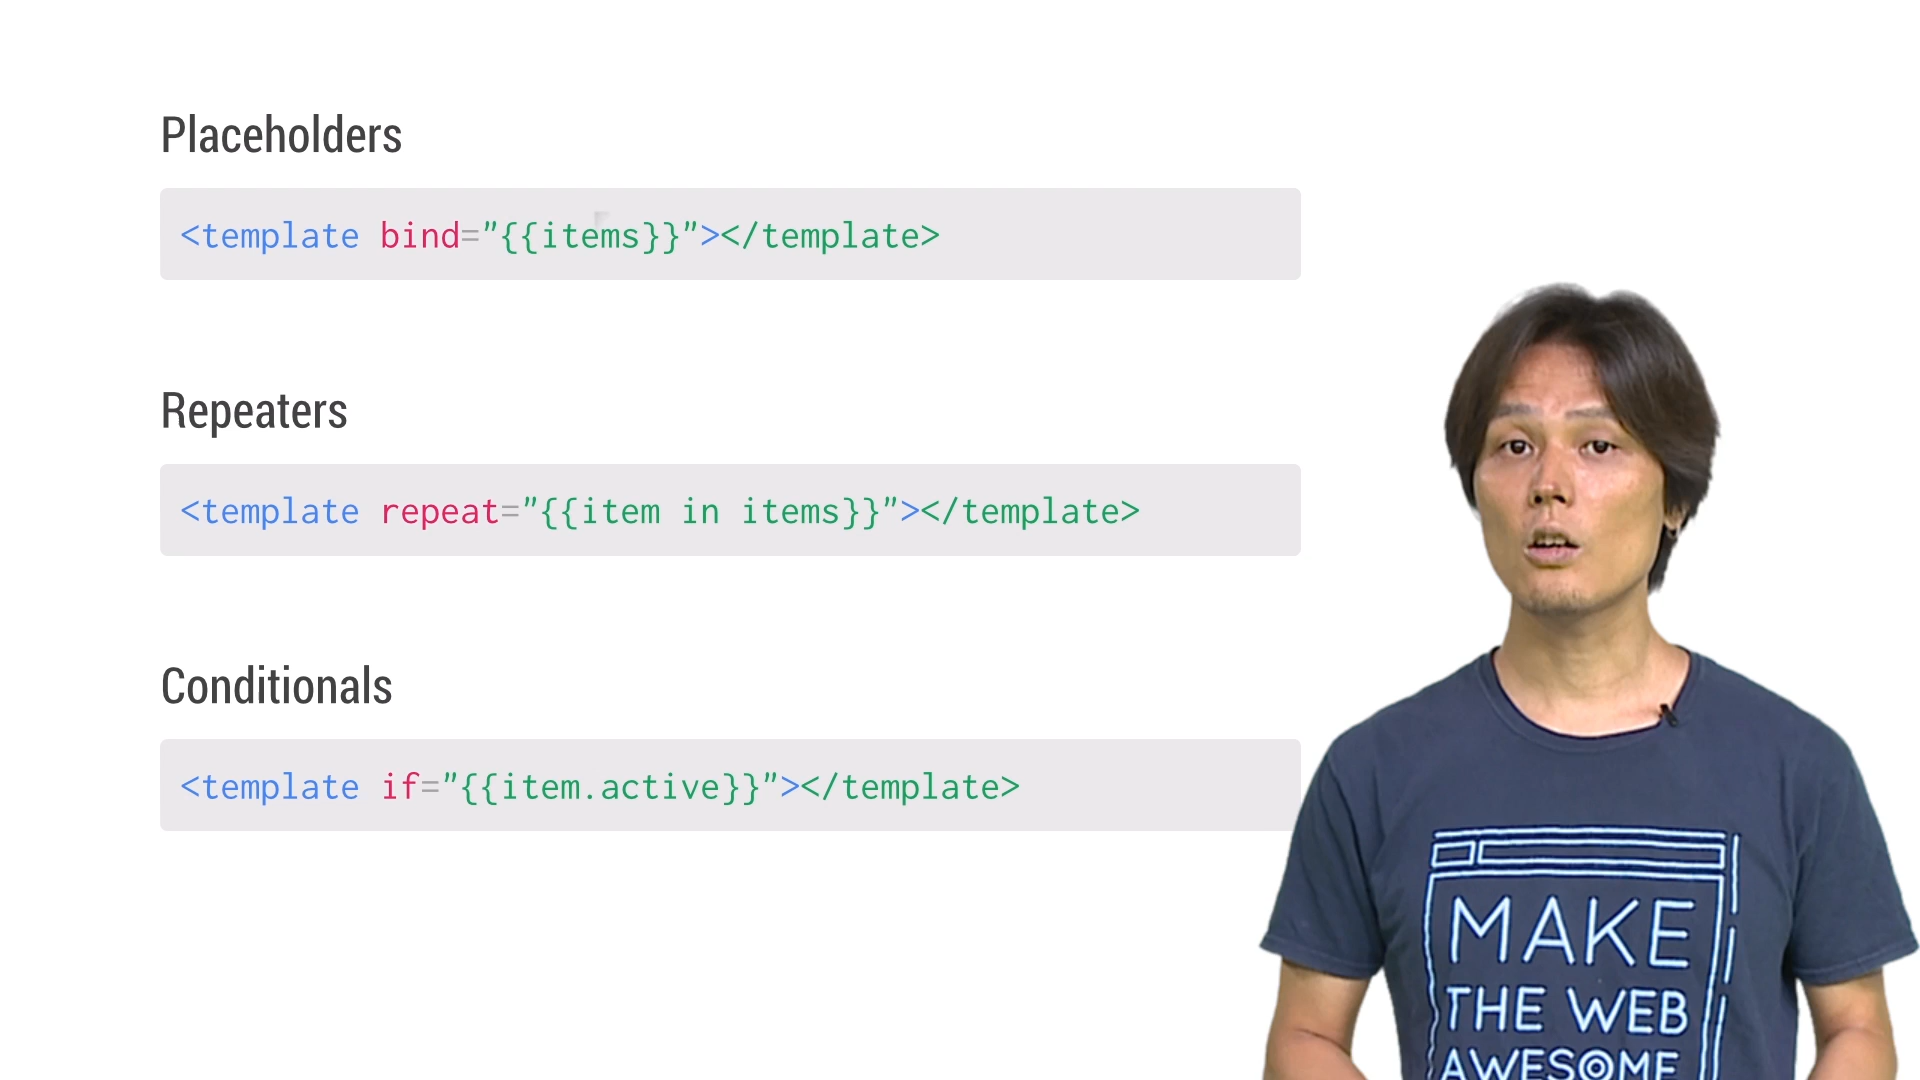 Placeholders
<template bind="{{items}}"></template>
Repeaters
<template repeat="{{item in items}}"></template>
Conditionals
<template if="{{item.active}}"></template>
MAKE
THE WEB
AWESOME